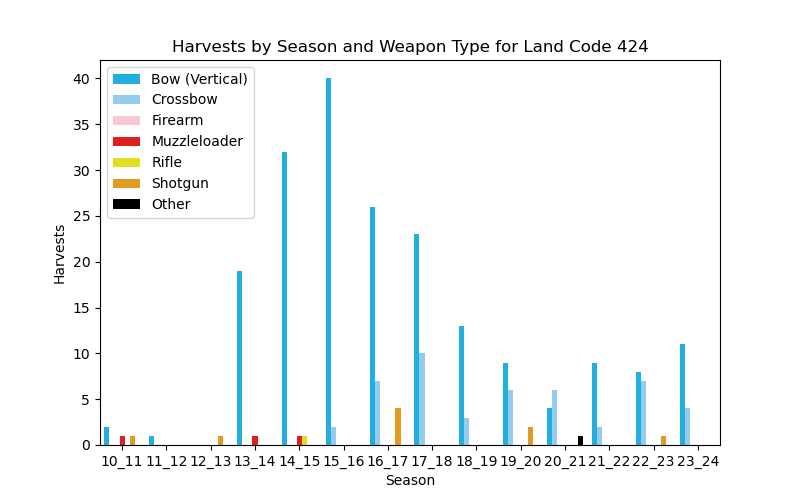 Harvests by Season and Weapon Type for Land Code 424
40
35
30
25
20
15
10
5
0
Harvests
Bow (Vertical)
Crossbow
Firearm
Muzzleloader
Rifle
Shotgun
Other
10_11 11_12 12_13 13_14 14_15 15_16 16_17 17_18 18_19 19_20 20_21 21_22 22_23 23_24
Season